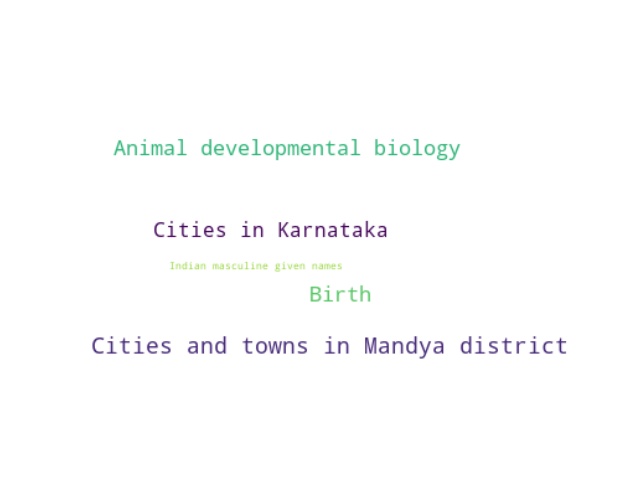 Animal developmental biology
Cities in Karnataka
Indian masculine given names
Birth
Cities and towns in Mandya district